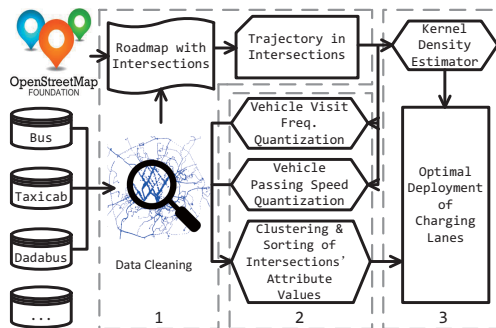 OpenStreetMap
FOUNDATION
Bus
Taxicab
Dadabus
...
Roadmap with
Intersections
Data Cleaning
1
Trajectory in
Intersections
Vehicle Visit
Freq.
Quantization
Vehicle
Passing Speed
Quantization
Clustering &
Sorting of
Intersections’
Attribute
Values
2
Kernel
Density
Estimator
Optimal
Deployment
of
Charging
Lanes
3